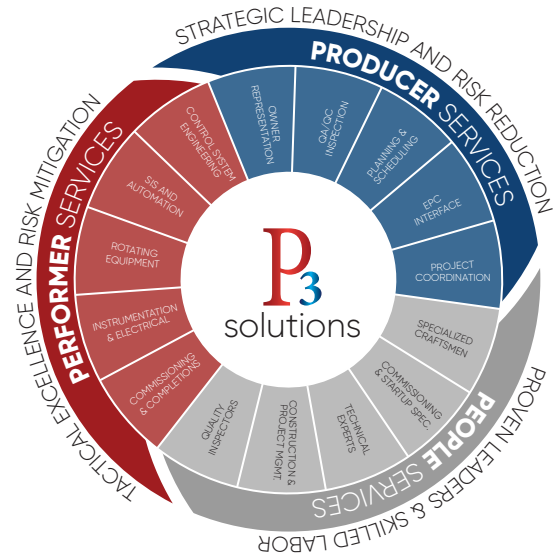 STRATEGIC LEADERSHIP AND RISK REDUCTION
PRODUCER SERVICES
OWNER
REPRESENTATION
QA/QC
INSPECTION
PLANNING &
SCHEDULING
EPC
INTERFACE
PROJECT
COORDINATION
PROVEN LEADERS & SKILLED LABOR
PEOPLE SERVICES
SPECIALIZED
CRAFTSMEN
COMMISSIONING
& STARTUP SPEC.
TECHNICAL
EXPERTS
CONSTRUCTION &
PROJECT MGMT.
QUALITY
INSPECTORS
TACTICAL EXCELLENCE AND RISK MITIGATION
PERFORMER SERVICES
COMMISSIONING
& COMPLETIONS
INSTRUMENTATION
& ELECTRICAL
ROTATING
EQUIPMENT
SIS AND
AUTOMATION
CONTROL SYSTEM
ENGINEERING
P3
solutions